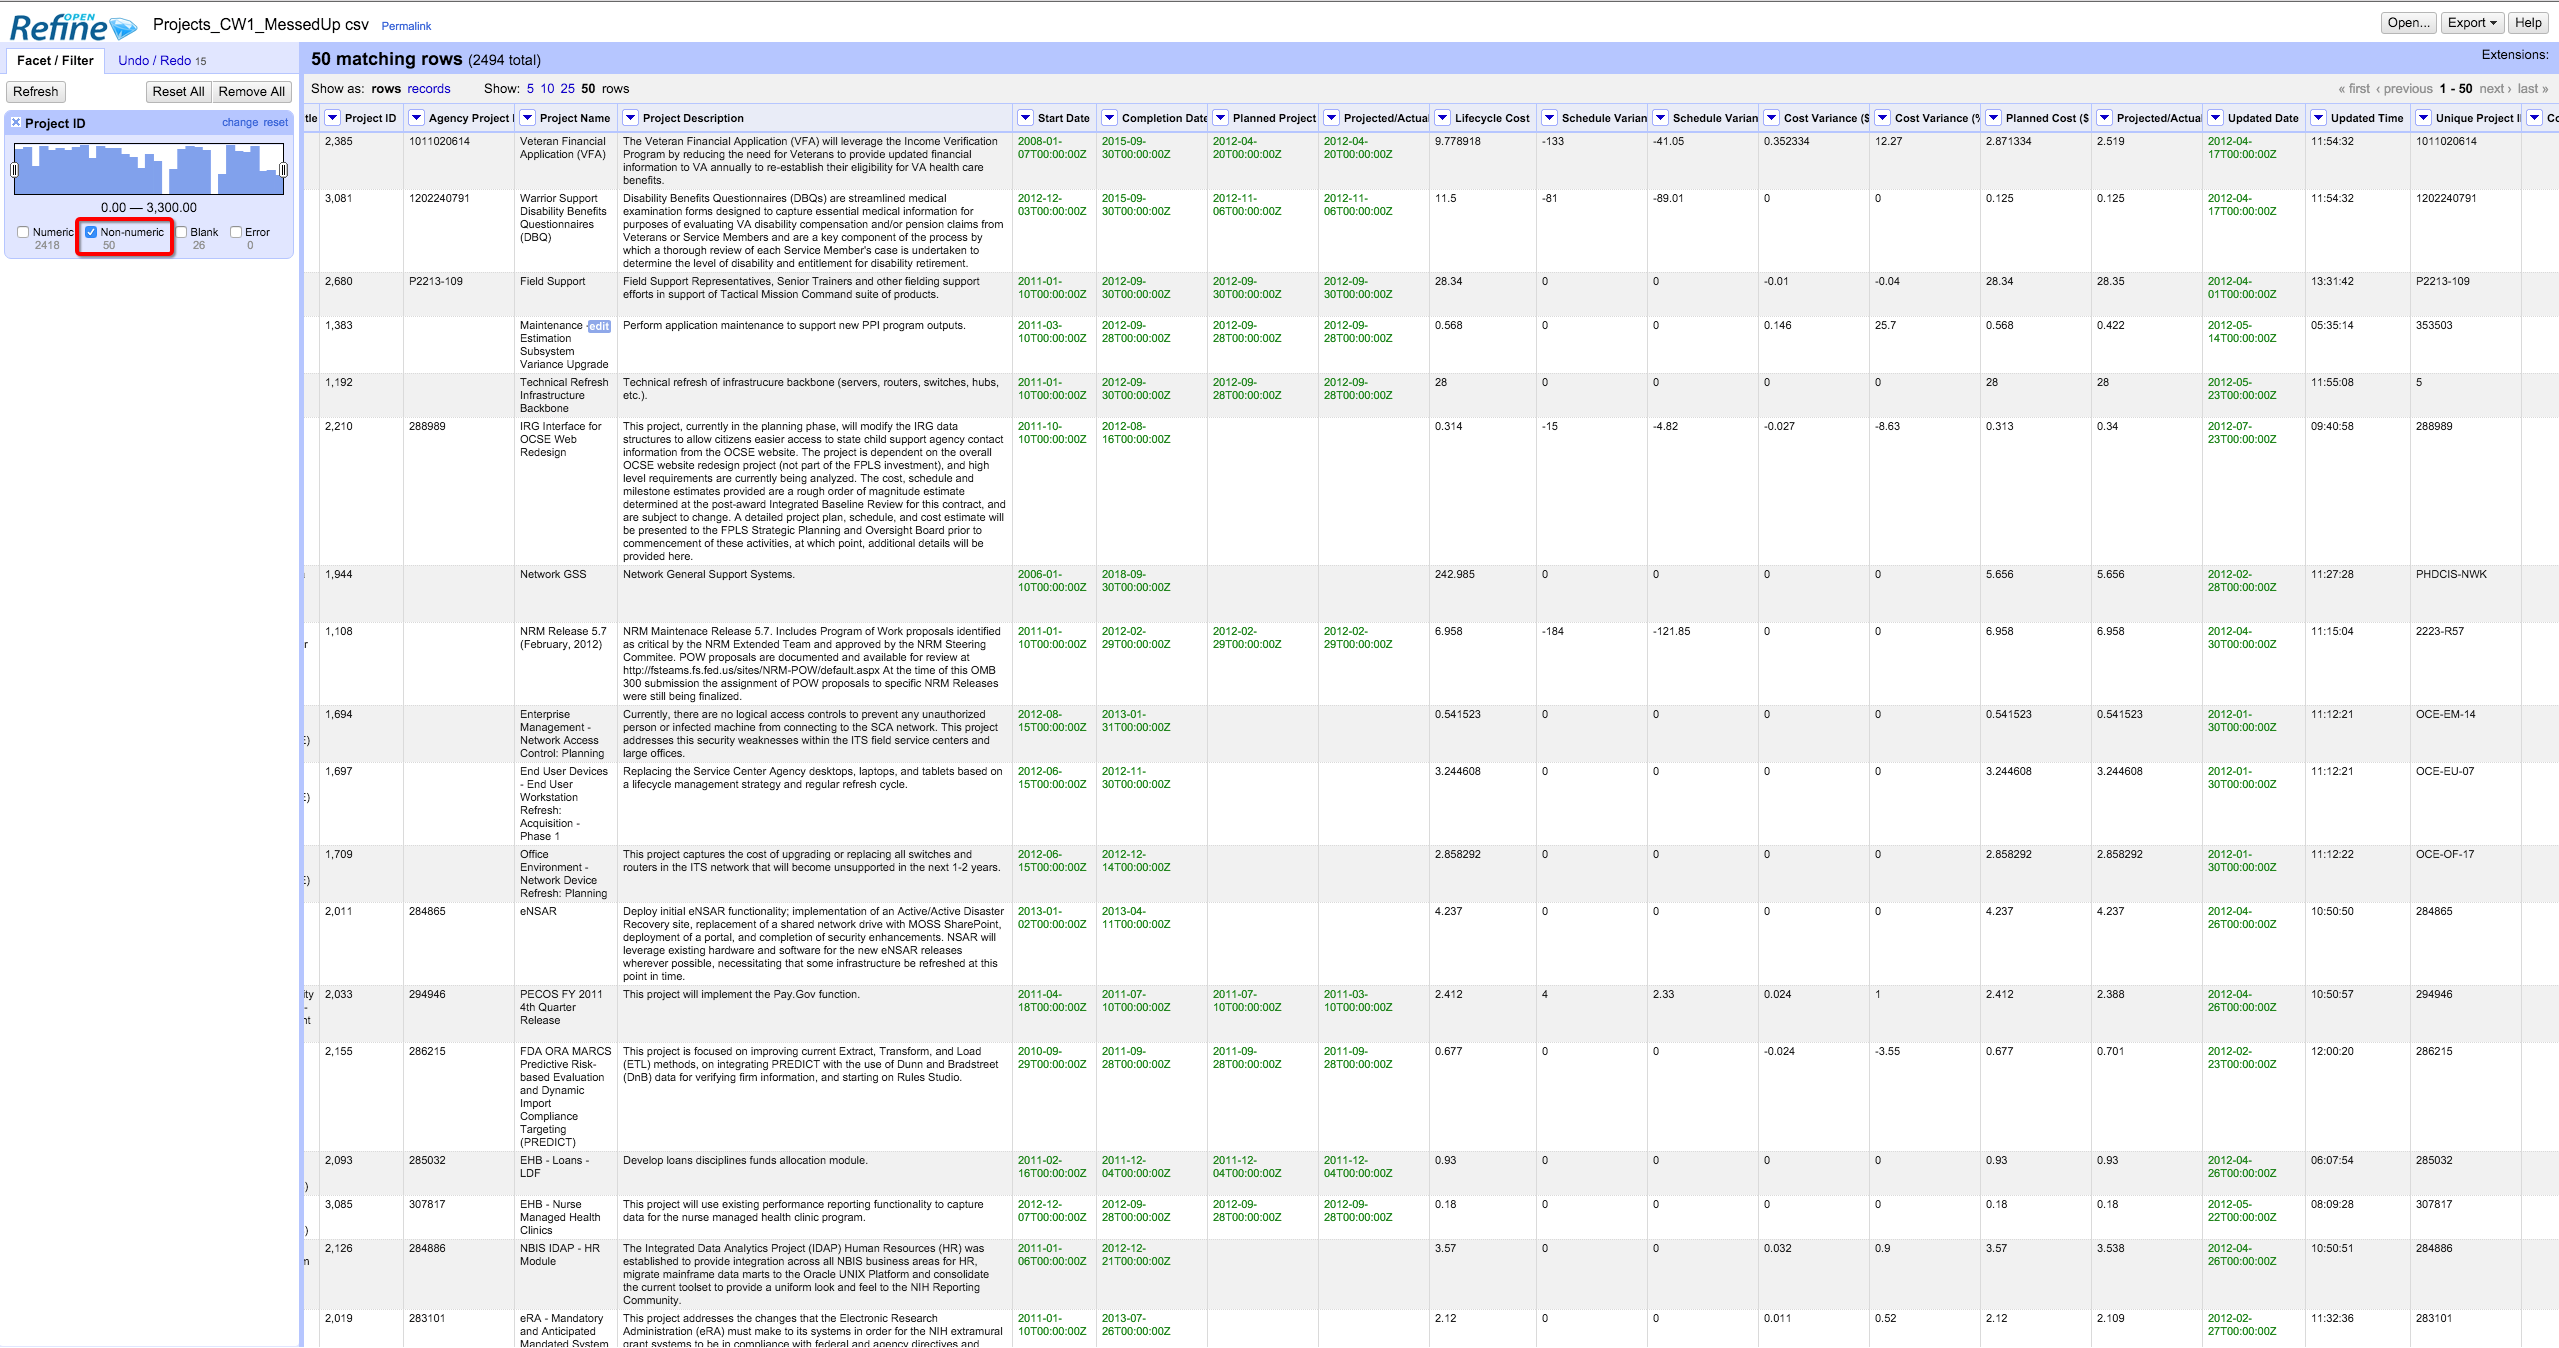 OPEN
Refine
Projects_CW1_MessedUp csv Permalink
Open... Export Help
Facet / Filter Undo / Redo 15
50 matching rows (2494 total)
Extensions:
Refresh Reset All Remove All
Show as: rows records Show: 5 10 25 50 rows
« first ‹ previous 1 - 50 next › last »
Project ID change reset
0.00 — 3,300.00
Numeric 2418 Non-numeric 50 Blank 26 Error 0
tle Project ID Agency Project Project Name Project Description Start Date Completion Date Planned Project Projected/Actual Lifecycle Cost Schedule Varian Schedule Varian Cost Variance ($ Cost Variance (% Planned Cost ($ Projected/Actual Updated Date Updated Time Unique Project I Co
2,385 1011020614 Veteran Financial The Veteran Financial Application (VFA) will leverage the Income Verification 2008-01- 2015-09- 2012-04- 2012-04- 9.778918 -133 -41.05 0.352334 12.27 2.871334 2.519 2012-04- 11:54:32 1011020614
Application (VFA) Program by reducing the need for Veterans to provide updated financial 07T00:00:00Z 30T00:00:00Z 20T00:00:00Z 20T00:00:00Z 17T00:00:00Z
information to VA annually to re-establish their eligibility for VA health care
benefits.
3,081 1202240791 Warrior Support Disability Benefits Questionnaires (DBQs) are streamlined medical 2012-12- 2015-09- 2012-11- 2012-11- 11.5 -81 -89.01 0 0 0.125 0.125 2012-04- 11:54:32 1202240791
Disability Benefits examination forms designed to capture essential medical information for 03T00:00:00Z 30T00:00:00Z 06T00:00:00Z 06T00:00:00Z 17T00:00:00Z
Questionnaires purposes of evaluating VA disability compensation and/or pension claims from
(DBQ) Veterans or Service Members and are a key component of the process by
which a thorough review of each Service Member's case is undertaken to
determine the level of disability and entitlement for disability retirement.
2,680 P2213-109 Field Support Field Support Representatives, Senior Trainers and other fielding support 2011-01- 2012-09- 2012-09- 2012-09- 28.34 0 0 -0.01 -0.04 28.34 28.35 2012-04- 13:31:42 P2213-109
efforts in support of Tactical Mission Command suite of products. 10T00:00:00Z 30T00:00:00Z 30T00:00:00Z 30T00:00:00Z 01T00:00:00Z
1,383 Maintenance edit Perform application maintenance to support new PPI program outputs. 2011-03- 2012-09- 2012-09- 2012-09- 0.568 0 0 0.146 25.7 0.568 0.422 2012-05- 05:35:14 353503
Estimation 10T00:00:00Z 28T00:00:00Z 28T00:00:00Z 28T00:00:00Z 14T00:00:00Z
Subsystem
Variance Upgrade
1,192 Technical Refresh Technical refresh of infrastrucure backbone (servers, routers, switches, hubs, 2011-01- 2012-09- 2012-09- 2012-09- 28 0 0 0 0 28 28 2012-05- 11:55:08 5
Infrastructure etc.). 10T00:00:00Z 30T00:00:00Z 28T00:00:00Z 28T00:00:00Z 23T00:00:00Z
Backbone
2,210 288989 IRG Interface for This project, currently in the planning phase, will modify the IRG data 2011-10- 2012-08- 0.314 -15 -4.82 -0.027 -8.63 0.313 0.34 2012-07- 09:40:58 288989
OCSE Web structures to allow citizens easier access to state child support agency contact 10T00:00:00Z 16T00:00:00Z 23T00:00:00Z
Redesign information from the OCSE website. The project is dependent on the overall
OCSE website redesign project (not part of the FPLS investment), and high
level requirements are currently being analyzed. The cost, schedule and
milestone estimates provided are a rough order of magnitude estimate
determined at the post-award Integrated Baseline Review for this contract, and
are subject to change. A detailed project plan, schedule, and cost estimate will
be presented to the FPLS Strategic Planning and Oversight Board prior to
commencement of these activities, at which point, additional details will be
provided here.
1,944 Network GSS Network General Support Systems. 2006-01- 2018-09- 242.985 0 0 0 0 5.656 5.656 2012-02- 11:27:28 PHDCIS-NWK
10T00:00:00Z 30T00:00:00Z 28T00:00:00Z
1,108 NRM Release 5.7 NRM Maintenace Release 5.7. Includes Program of Work proposals identified 2011-01- 2012-02- 2012-02- 2012-02- 6.958 -184 -121.85 0 0 6.958 6.958 2012-04- 11:15:04 2223-R57
r (February, 2012) as critical by the NRM Extended Team and approved by the NRM Steering 10T00:00:00Z 29T00:00:00Z 29T00:00:00Z 29T00:00:00Z 30T00:00:00Z
Commitee. POW proposals are documented and available for review at
http://fsteams.fs.fed.us/sites/NRM-POW/default.aspx At the time of this OMB
300 submission the assignment of POW proposals to specific NRM Releases
were still being finalized.
1,694 Enterprise Currently, there are no logical access controls to prevent any unauthorized 2012-08- 2013-01- 0.541523 0 0 0 0 0.541523 0.541523 2012-01- 11:12:21 OCE-EM-14
Management - person or infected machine from connecting to the SCA network. This project 15T00:00:00Z 31T00:00:00Z 30T00:00:00Z
E) Network Access addresses this security weaknesses within the ITS field service centers and
Control: Planning large offices.
1,697 End User Devices Replacing the Service Center Agency desktops, laptops, and tablets based on 2012-06- 2012-11- 3.244608 0 0 0 0 3.244608 3.244608 2012-01- 11:12:21 OCE-EU-07
- End User a lifecycle management strategy and regular refresh cycle. 15T00:00:00Z 30T00:00:00Z 30T00:00:00Z
E) Workstation
Refresh:
Acquisition -
Phase 1
1,709 Office This project captures the cost of upgrading or replacing all switches and 2012-06- 2012-12- 2.858292 0 0 0 0 2.858292 2.858292 2012-01- 11:12:22 OCE-OF-17
Environment - routers in the ITS network that will become unsupported in the next 1-2 years. 15T00:00:00Z 14T00:00:00Z 30T00:00:00Z
E) Network Device
Refresh: Planning
2,011 284865 eNSAR Deploy initial eNSAR functionality; implementation of an Active/Active Disaster 2013-01- 2013-04- 4.237 0 0 0 0 4.237 4.237 2012-04- 10:50:50 284865
Recovery site, replacement of a shared network drive with MOSS SharePoint, 02T00:00:00Z 11T00:00:00Z 26T00:00:00Z
deployment of a portal, and completion of security enhancements. NSAR will
leverage existing hardware and software for the new eNSAR releases
wherever possible, necessitating that some infrastructure be refreshed at this
point in time.
ity 2,033 294946 PECOS FY 2011 This project will implement the Pay.Gov function. 2011-04- 2011-07- 2011-07- 2011-03- 2.412 4 2.33 0.024 1 2.412 2.388 2012-04- 10:50:57 294946
- 4th Quarter 18T00:00:00Z 10T00:00:00Z 10T00:00:00Z 10T00:00:00Z 26T00:00:00Z
nt Release
2,155 286215 FDA ORA MARCS This project is focused on improving current Extract, Transform, and Load 2010-09- 2011-09- 2011-09- 2011-09- 0.677 0 0 -0.024 -3.55 0.677 0.701 2012-02- 12:00:20 286215
Predictive Risk- (ETL) methods, on integrating PREDICT with the use of Dunn and Bradstreet 29T00:00:00Z 28T00:00:00Z 28T00:00:00Z 28T00:00:00Z 23T00:00:00Z
based Evaluation (DnB) data for verifying firm information, and starting on Rules Studio.
and Dynamic
Import
Compliance
Targeting
(PREDICT)
2,093 285032 EHB - Loans - Develop loans disciplines funds allocation module. 2011-02- 2011-12- 2011-12- 2011-12- 0.93 0 0 0 0 0.93 0.93 2012-04- 06:07:54 285032
LDF 16T00:00:00Z 04T00:00:00Z 04T00:00:00Z 04T00:00:00Z 26T00:00:00Z
)
3,085 307817 EHB - Nurse This project will use existing performance reporting functionality to capture 2012-12- 2012-09- 2012-09- 2012-09- 0.18 0 0 0 0 0.18 0.18 2012-05- 08:09:28 307817
Managed Health data for the nurse managed health clinic program. 07T00:00:00Z 28T00:00:00Z 28T00:00:00Z 28T00:00:00Z 22T00:00:00Z
) Clinics
2,126 284886 NBIS IDAP - HR The Integrated Data Analytics Project (IDAP) Human Resources (HR) was 2011-01- 2012-12- 3.57 0 0 0.032 0.9 3.57 3.538 2012-04- 10:50:51 284886
Module established to provide integration across all NBIS business areas for HR, 06T00:00:00Z 21T00:00:00Z 26T00:00:00Z
migrate mainframe data marts to the Oracle UNIX Platform and consolidate
the current toolset to provide a uniform look and feel to the NIH Reporting
Community.
2,019 283101 eRA - Mandatory This project addresses the changes that the Electronic Research 2011-01- 2013-07- 2.12 0 0 0.011 0.52 2.12 2.109 2012-02- 11:32:36 283101
and Anticipated Administration (eRA) must make to its systems in order for the NIH extramural 10T00:00:00Z 26T00:00:00Z 27T00:00:00Z
Mandated System grant systems to be in compliance with federal and agency directives and